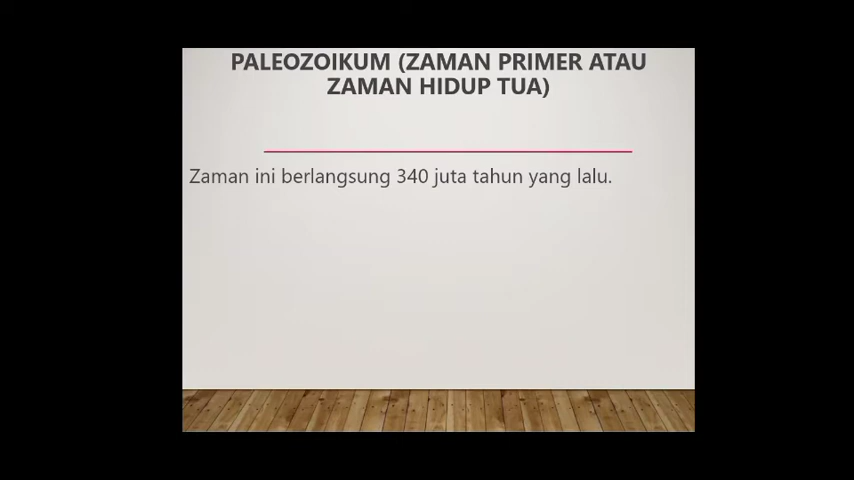 PALEOZOIKUM (ZAMAN PRIMER ATAU
ZAMAN HIDUP TUA)
Zaman ini berlangsung 340 juta tahun yang lalu.